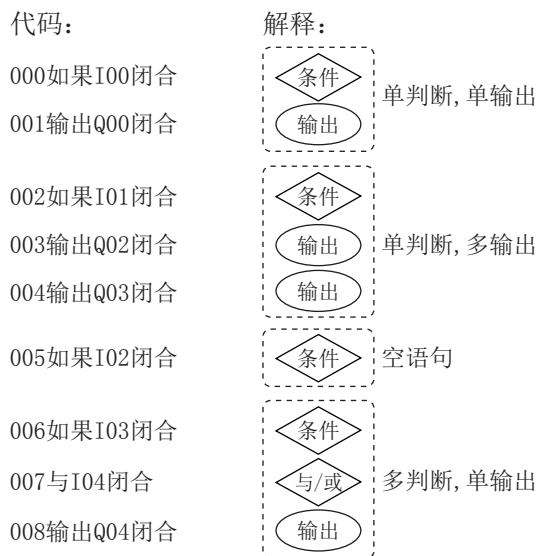 代码: 解释:
000如果I00闭合 条件
单判断,单输出
001输出Q00闭合 输出
002如果I01闭合 条件
003输出Q02闭合 输出 单判断,多输出
004输出Q03闭合 输出
005如果I02闭合 条件 空语句
006如果I03闭合 条件
007与I04闭合 与/或 多判断,单输出
008输出Q04闭合 输出